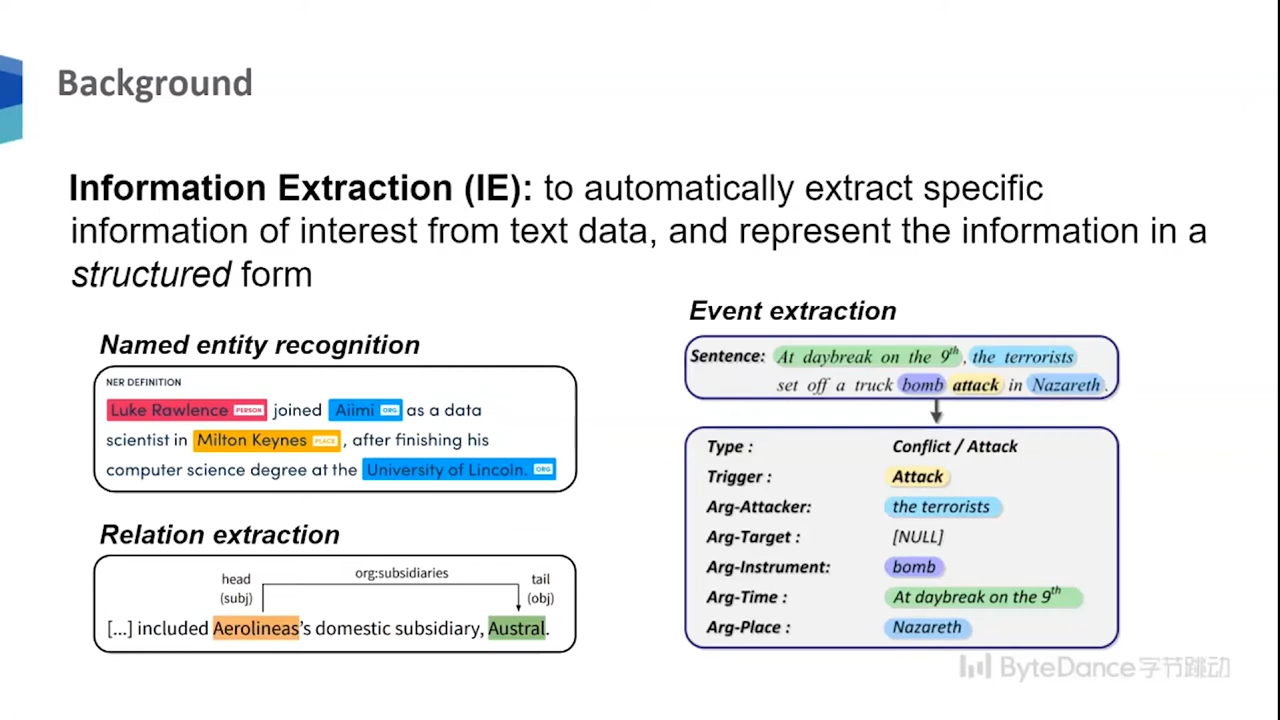 Background
Information Extraction (IE): to automatically extract specific
information of interest from text data, and represent the information in a
structured form
Named entity recognition
NER DEFINITION
Luke Rawlence PERSON joined Aiimi ORG as a data
scientist in Milton Keynes PLACE , after finishing his
computer science degree at the University of Lincoln. ORG
Relation extraction
head
(subj)
org:subsidiaries
tail
(obj)
[...] included Aerolineas's domestic subsidiary, Austral.
Event extraction
Sentence: At daybreak on the 9th, the terrorists
set off a truck bomb attack in Nazareth.
Type : Conflict / Attack
Trigger : Attack
Arg-Attacker: the terrorists
Arg-Target : [NULL]
Arg-Instrument: bomb
Arg-Time : At daybreak on the 9th
Arg-Place : Nazareth
ByteDance字节跳动